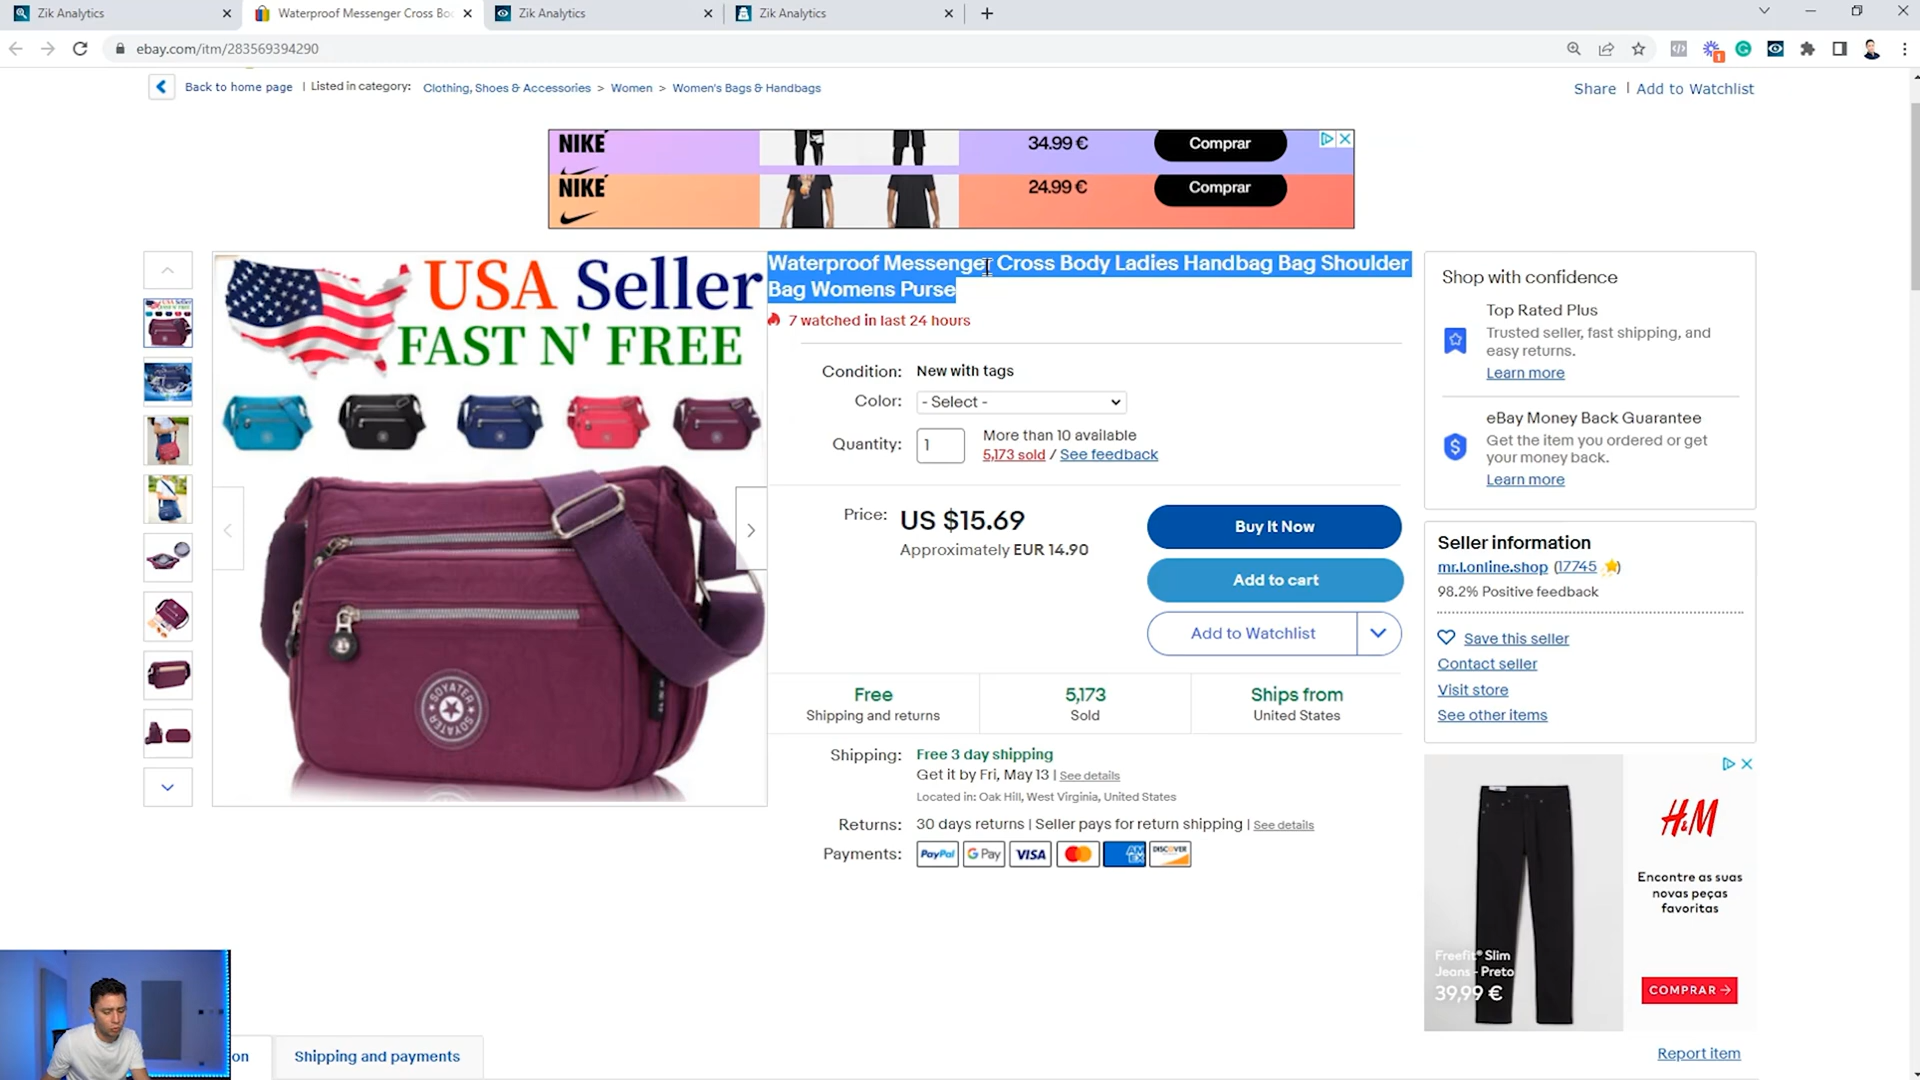 Zik Analytics
Waterproof Messenger Cross Bo
Zik Analytics
Zik Analytics
ebay.com/itm/283569394290
1
Back to home page | Listed in category: Clothing, Shoes & Accessories > Women > Women's Bags & Handbags
Share | Add to Watchlist
NIKE
34.99 €
Comprar
NIKE
24.99 €
Comprar
USA Seller
FAST N' FREE
SOYATER SOYATER
Waterproof Messenger Cross Body Ladies Handbag Bag Shoulder
Bag Womens Purse
7 watched in last 24 hours
Condition: New with tags
Color: - Select -
Quantity: 1
More than 10 available
5,173 sold / See feedback
Price: US $15.69
Approximately EUR 14.90
Buy It Now
Add to cart
Add to Watchlist
Free
Shipping and returns
5,173
Sold
Ships from
United States
Shipping: Free 3 day shipping
Get it by Fri, May 13 | See details
Located in: Oak Hill, West Virginia, United States
Returns: 30 days returns | Seller pays for return shipping | See details
Payments: PayPal G Pay VISA AMEX DISCOVER
Shop with confidence
Top Rated Plus
Trusted seller, fast shipping, and
easy returns.
Learn more
eBay Money Back Guarantee
Get the item you ordered or get
your money back.
Learn more
Seller information
mr.l.online.shop (17745 )
98.2% Positive feedback
Save this seller
Contact seller
Visit store
See other items
H&M
Encontre as suas
novas peças
favoritas
Freefit® Slim
Jeans - Preto
39,99 €
COMPRAR →
on
Shipping and payments
Report item